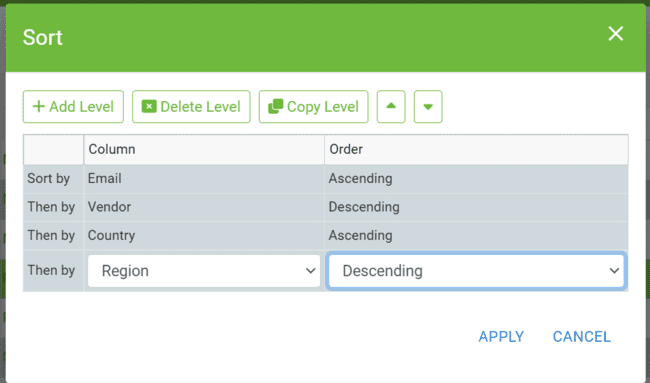 Sort
Add Level Delete Level Copy Level
Column Order
Sort by Email Ascending
Then by Vendor Descending
Then by Country Ascending
Then by Region Descending
APPLY CANCEL